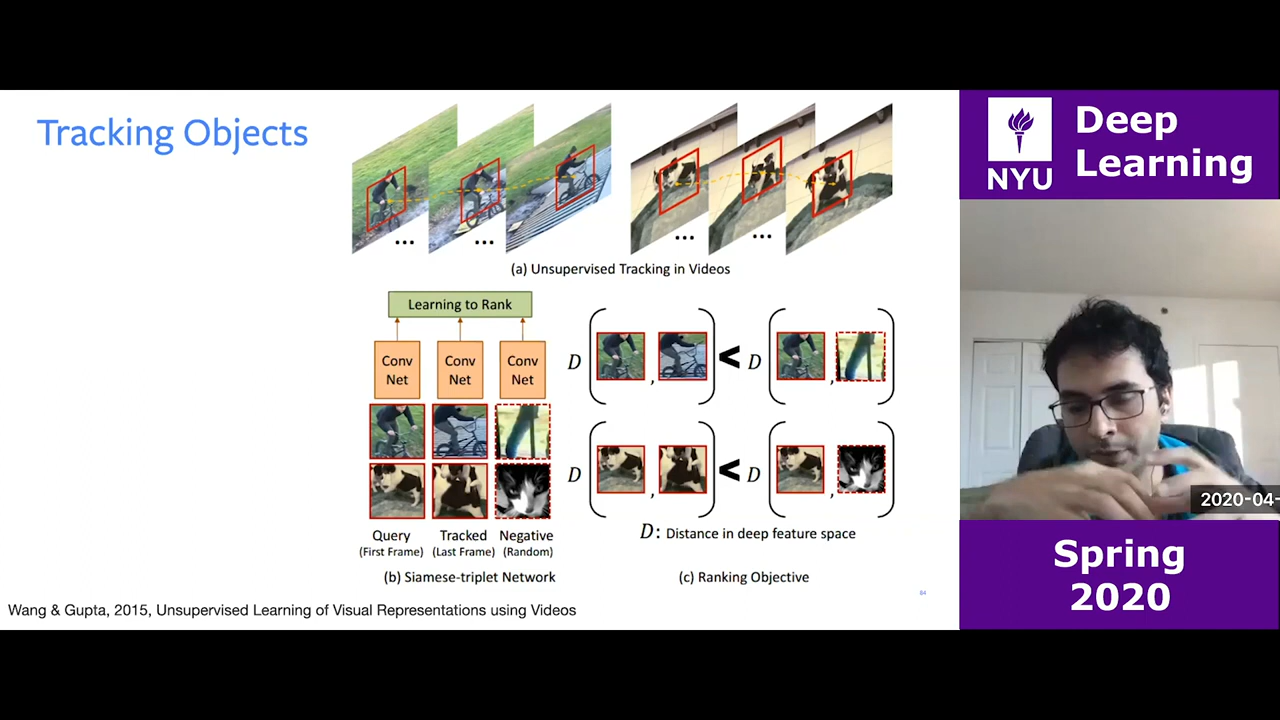 Tracking Objects
... ...
... ...
(a) Unsupervised Tracking in Videos
Learning to Rank
Conv Net
Conv Net
Conv Net
Query
(First Frame)
Tracked
(Last Frame)
Negative
(Random)
(b) Siamese-triplet Network
D ( , ) < D ( , )
D ( , ) < D ( , )
D: Distance in deep feature space
(c) Ranking Objective
84
Wang & Gupta, 2015, Unsupervised Learning of Visual Representations using Videos
NYU
Deep
Learning
2020-04-
Spring
2020